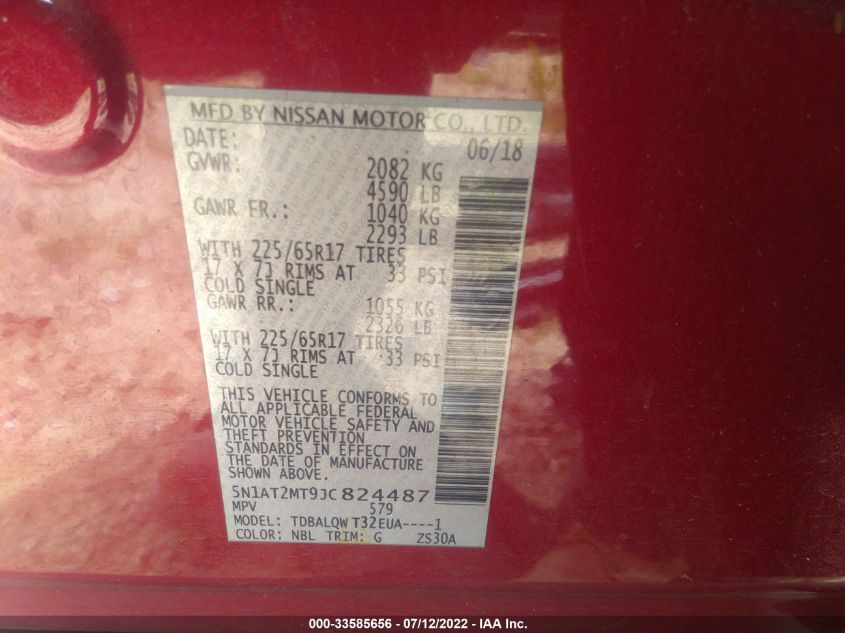 MFD BY NISSAN MOTOR CO., LTD.
DATE: 06/18
GVWR: 2082 KG
4590 LB
GAWR FR.: 1040 KG
2293 LB
WITH 225/65R17 TIRES
17 X 7J RIMS AT 33 PSI
COLD SINGLE
GAWR RR.: 1055 KG
2326 LB
WITH 225/65R17 TIRES
17 X 7J RIMS AT 33 PSI
COLD SINGLE
THIS VEHICLE CONFORMS TO
ALL APPLICABLE FEDERAL
MOTOR VEHICLE SAFETY AND
THEFT PREVENTION
STANDARDS IN EFFECT ON
THE DATE OF MANUFACTURE
SHOWN ABOVE.
5N1AT2MT9JC824487
MPV 579
MODEL: TDBALQWT32EUA----1
COLOR: NBL TRIM: G ZS30A
000-33585656 - 07/12/2022 - IAA Inc.